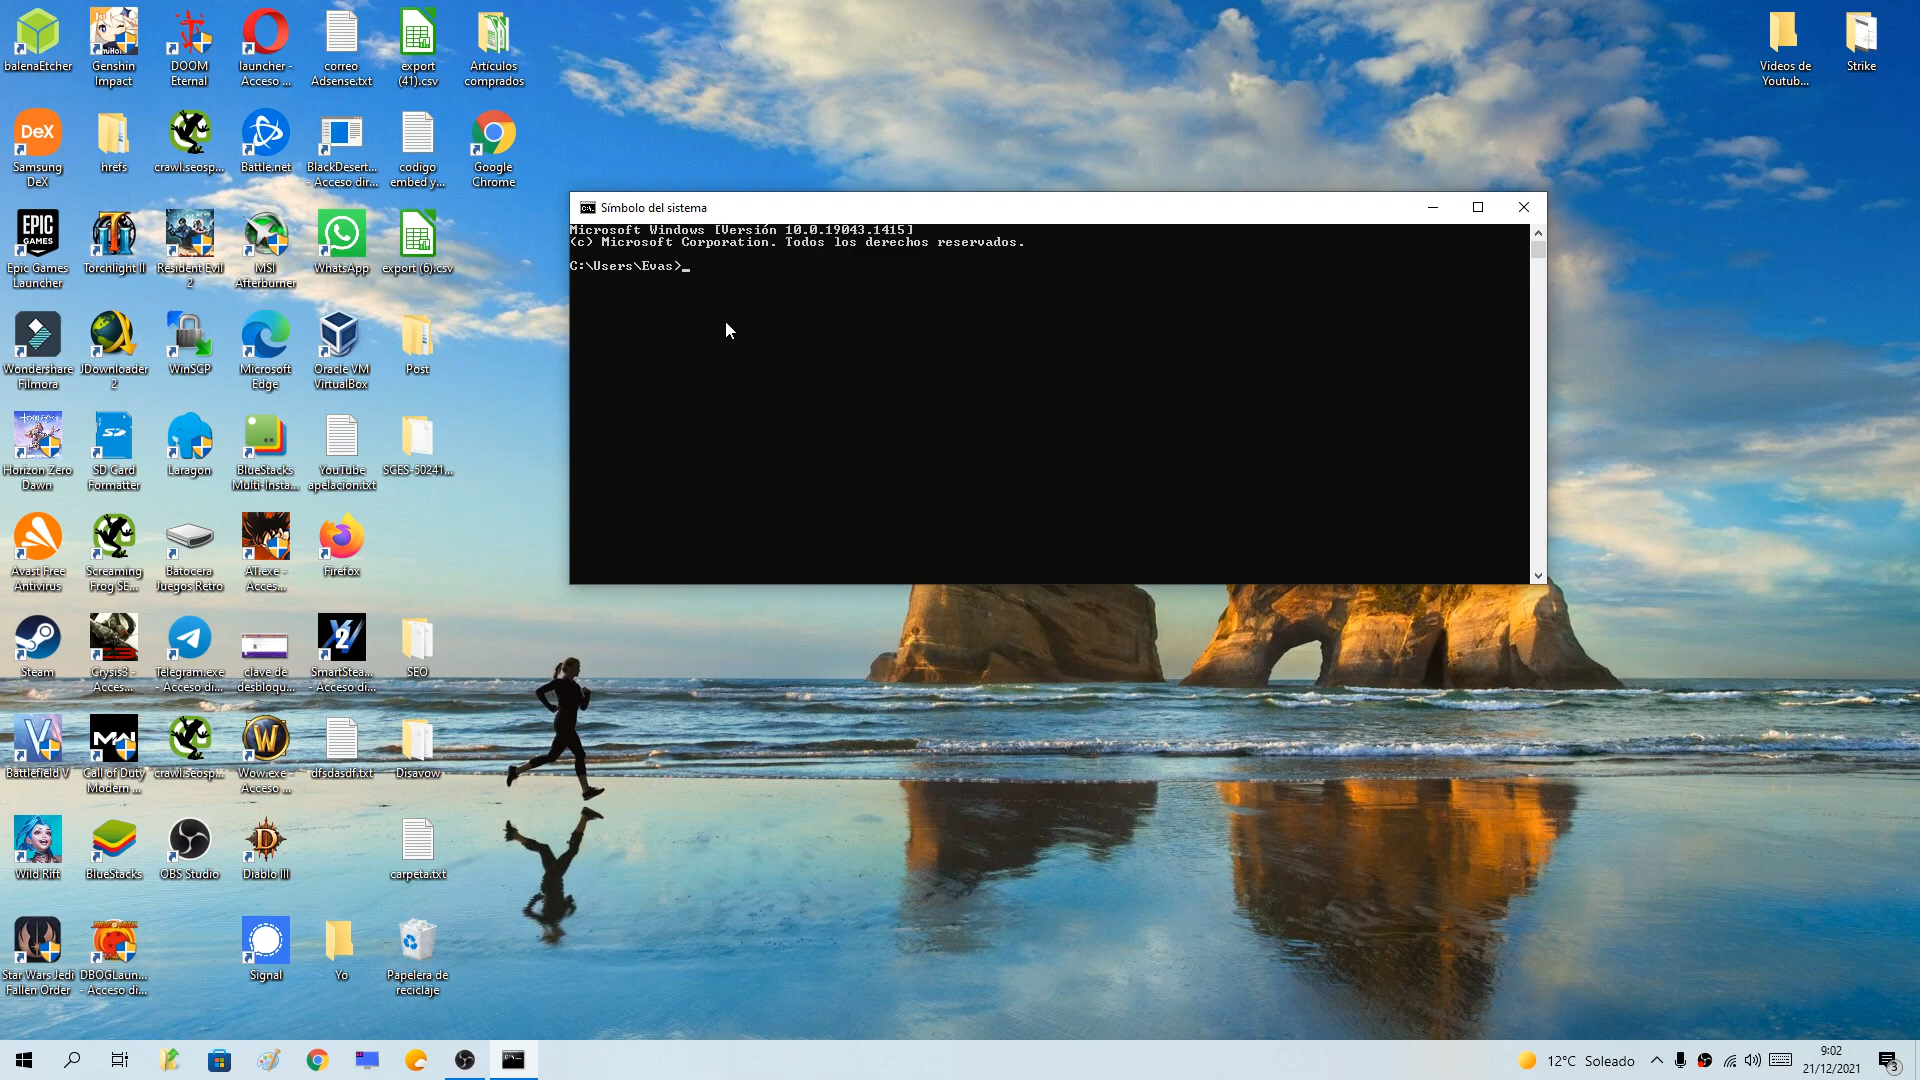 balenaEtcher
Genshin
Impact
DOOM
Eternal
launcher -
Acceso ...
correo
Adsense.txt
export
(41).csv
Artículos
comprados
Videos de
Youtub...
Strike
DeX
Samsung
DeX
hrefs
crawl.seosp...
Battle.net
BlackDesert...
- Acceso dir...
codigo
embed y...
Google
Chrome
Símbolo del sistema
Microsoft Windows [Versión 10.0.19043.1415]
(c) Microsoft Corporation. Todos los derechos reservados.
C:\Users\Evas>_
EPIC
GAMES
Epic Games
Launcher
Torchlight II
Resident Evil
2
MSI
Afterburner
WhatsApp
export (6).csv
Wondershare
Filmora
JDownloader
2
WinSCP
Microsoft
Edge
Oracle VM
VirtualBox
Post
Horizon Zero
Dawn
SD Card
Formatter
Laragon
BlueStacks
Multi-Insta...
YouTube
apelacion.txt
SCES-50241...
Avast Free
Antivirus
Screaming
Frog SE...
Batocera
Juegos Retro
AT.exe -
Acces...
Firefox
Steam
Crysis3 -
Acces...
Telegram.exe
- Acceso di...
clave de
desbloqu...
SmartStea...
- Acceso di...
SEO
Battlefield V
Call of Duty
Modern ...
crawl.seosp...
Wow.exe -
Acceso ...
dfsdasdf.txt
Disavow
Wild Rift
BlueStacks
OBS Studio
Diablo III
carpeta.txt
Star Wars Jedi
Fallen Order
DBOGLaun...
- Acceso di...
Signal
Yo
Papelera de
reciclaje
12°C Soleado
9:02
21/12/2021
3